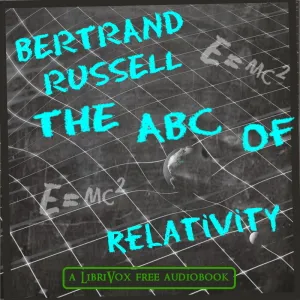 BERTRAND
RUSSELL
E=MC²
THE ABC OF
E=MC²
RELATIVITY
A LIBRIVOX FREE AUDIOBOOK